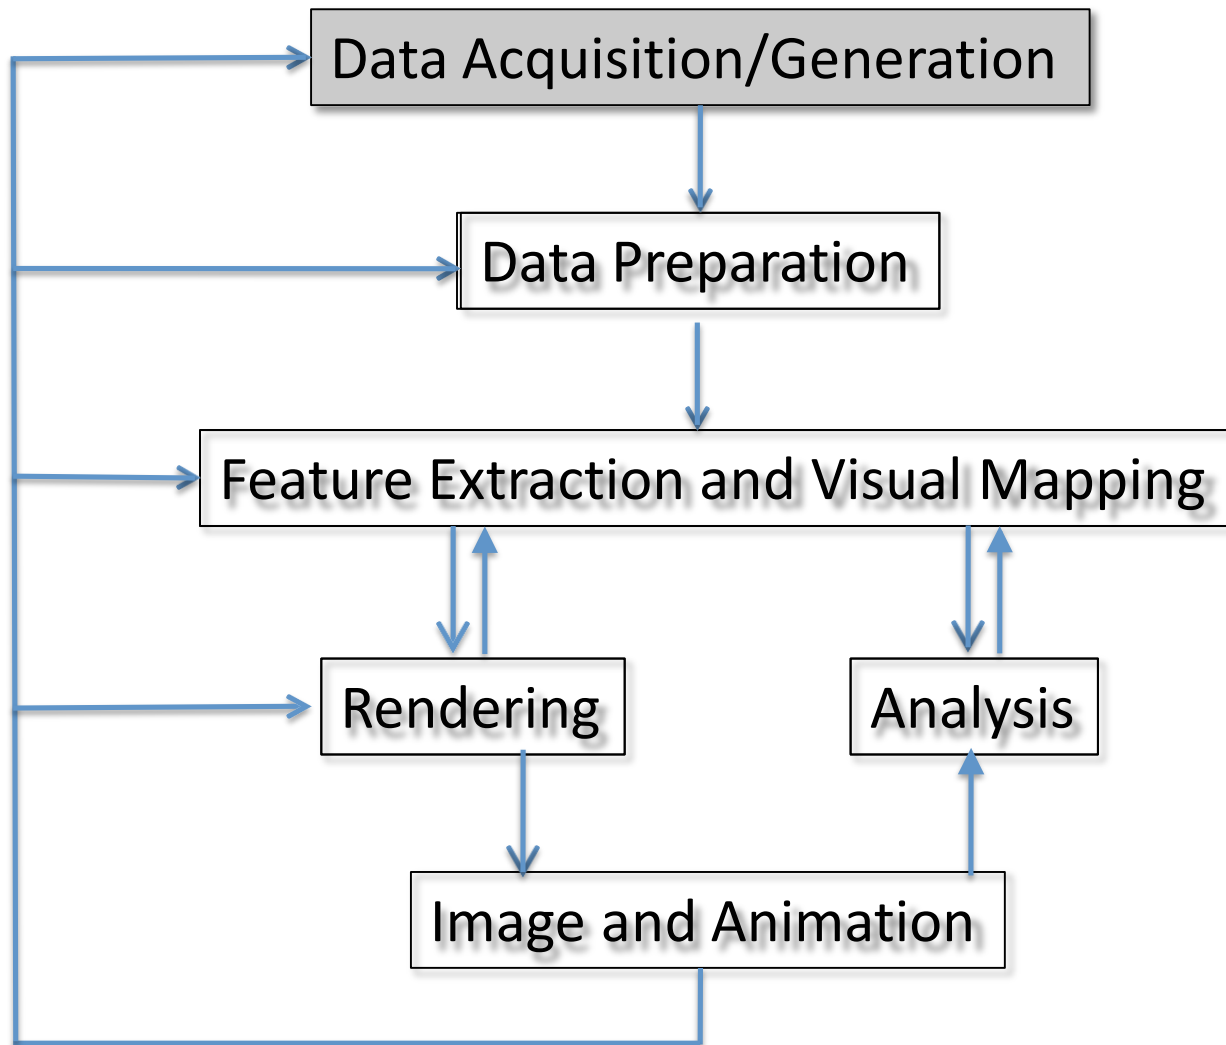 Data Acquisition/Generation
Data Preparation
Feature Extraction and Visual Mapping
Rendering
Analysis
Image and Animation